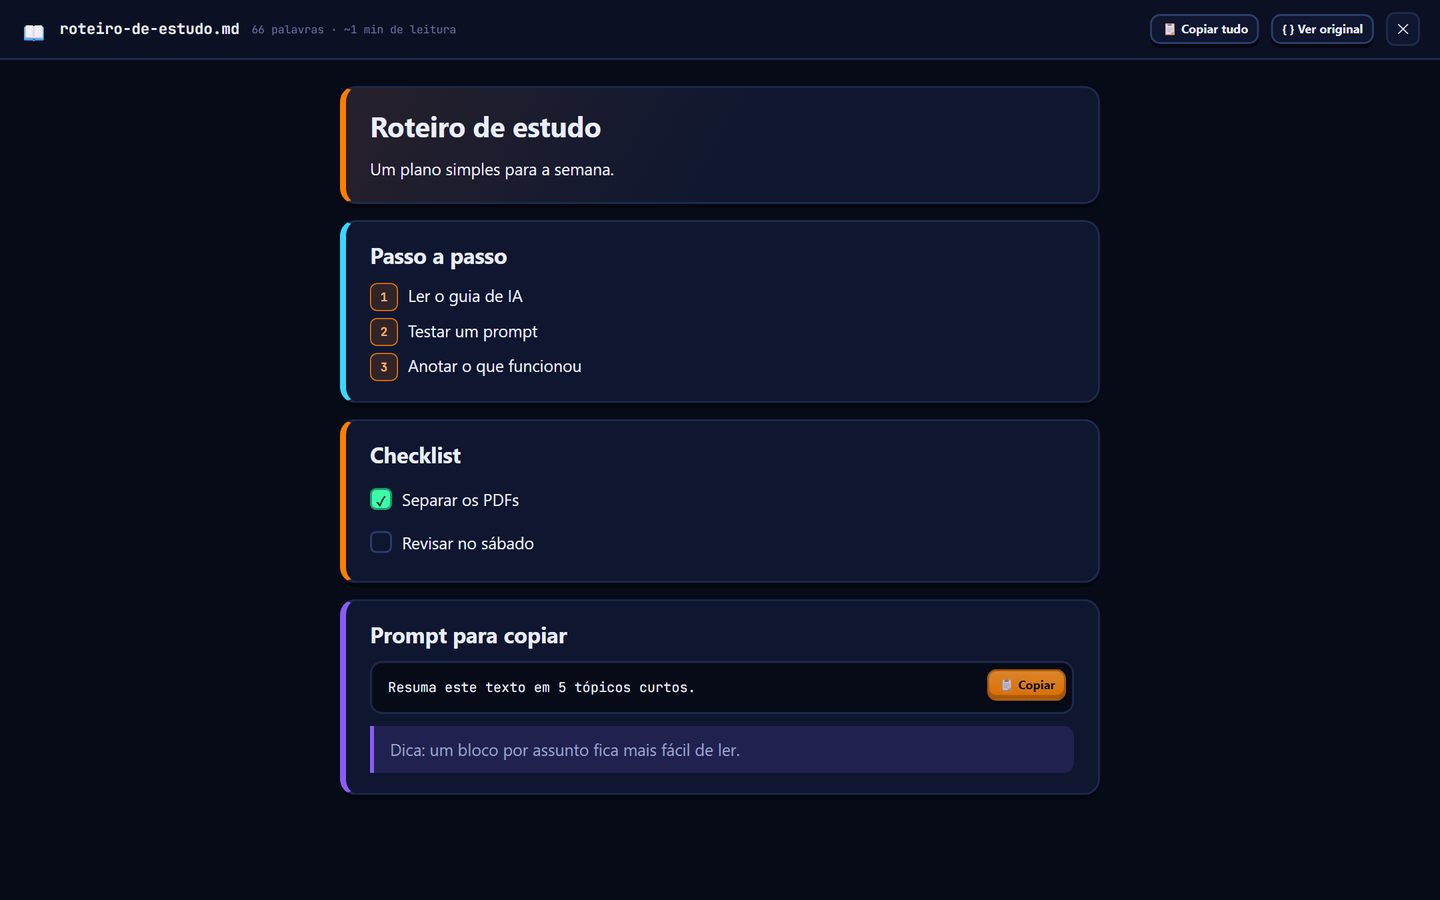 roteiro-de-estudo.md 66 palavras · ~1 min de leitura
Copiar tudo
{ } Ver original
Roteiro de estudo
Um plano simples para a semana.
Passo a passo
1 Ler o guia de IA
2 Testar um prompt
3 Anotar o que funcionou
Checklist
Separar os PDFs
Revisar no sábado
Prompt para copiar
Resuma este texto em 5 tópicos curtos.
Copiar
Dica: um bloco por assunto fica mais fácil de ler.